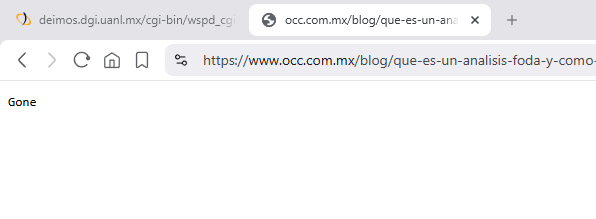 deimos.dgi.uanl.mx/cgi-bin/wspd_cgi
occ.com.mx/blog/que-es-un-ana
https://www.occ.com.mx/blog/que-es-un-analisis-foda-y-como-
Gone